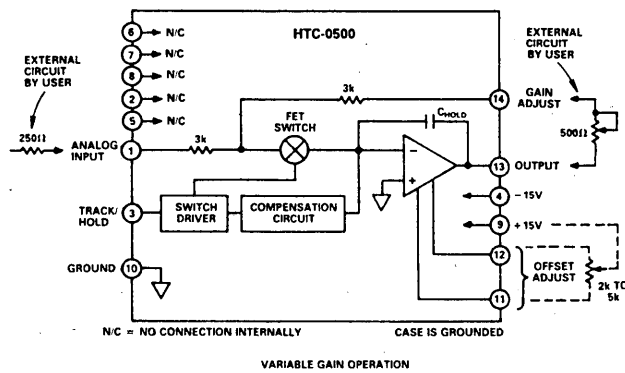 HTC-0500
6 N/C
7 N/C
8 N/C
2 N/C
5 N/C
EXTERNAL
CIRCUIT
BY USER
250Ω
ANALOG
INPUT
1
3k
3k
FET
SWITCH
CHOLD
−
+
TRACK/
HOLD
3
SWITCH
DRIVER
COMPENSATION
CIRCUIT
GROUND
10
EXTERNAL
CIRCUIT
BY USER
14
GAIN
ADJUST
500Ω
13
OUTPUT
4
−15V
9
+15V
12
OFFSET
ADJUST
11
2k TO
5k
N/C = NO CONNECTION INTERNALLY
CASE IS GROUNDED
VARIABLE GAIN OPERATION